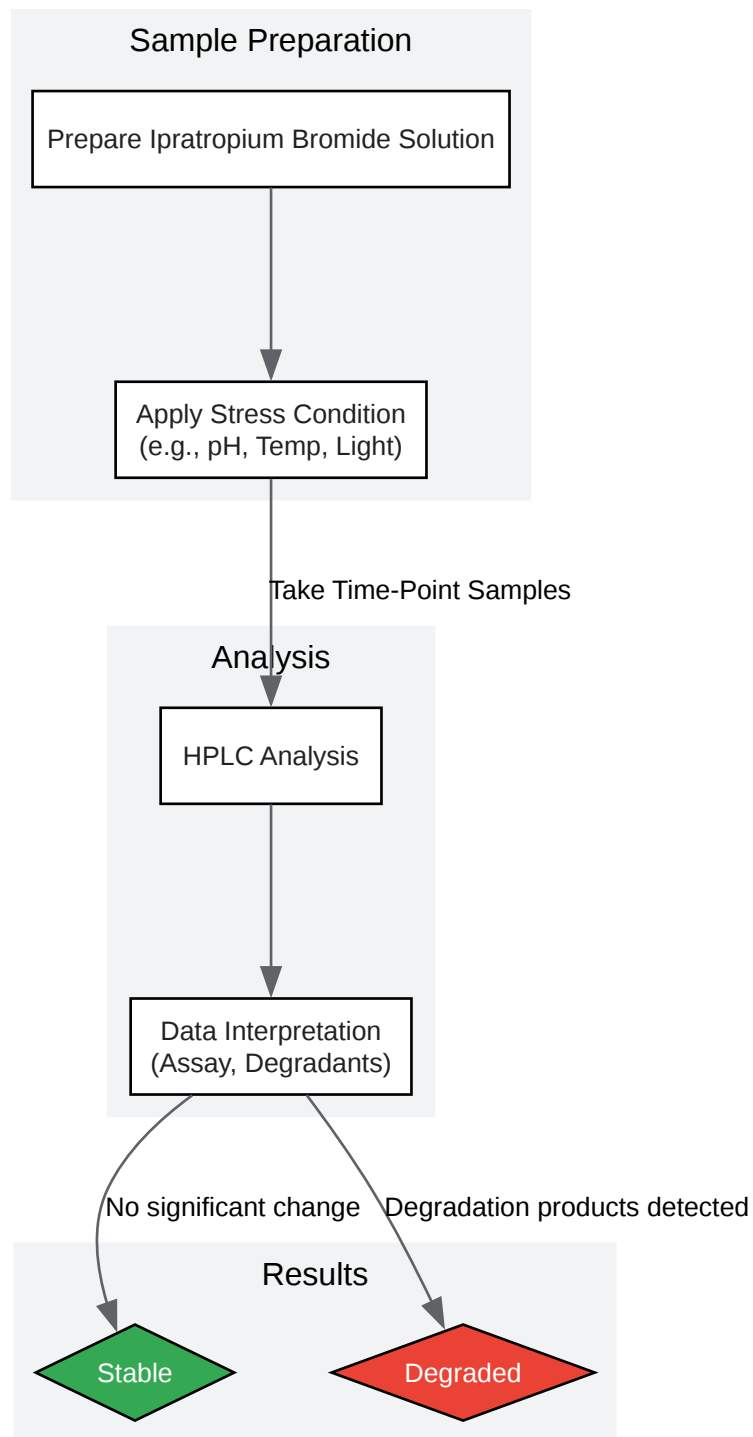 Sample Preparation
Prepare Ipratropium Bromide Solution
Apply Stress Condition
(e.g., pH, Temp, Light)
Take Time-Point Samples
Analysis
HPLC Analysis
Data Interpretation
(Assay, Degradants)
No significant change
Degradation products detected
Results
Stable
Degraded